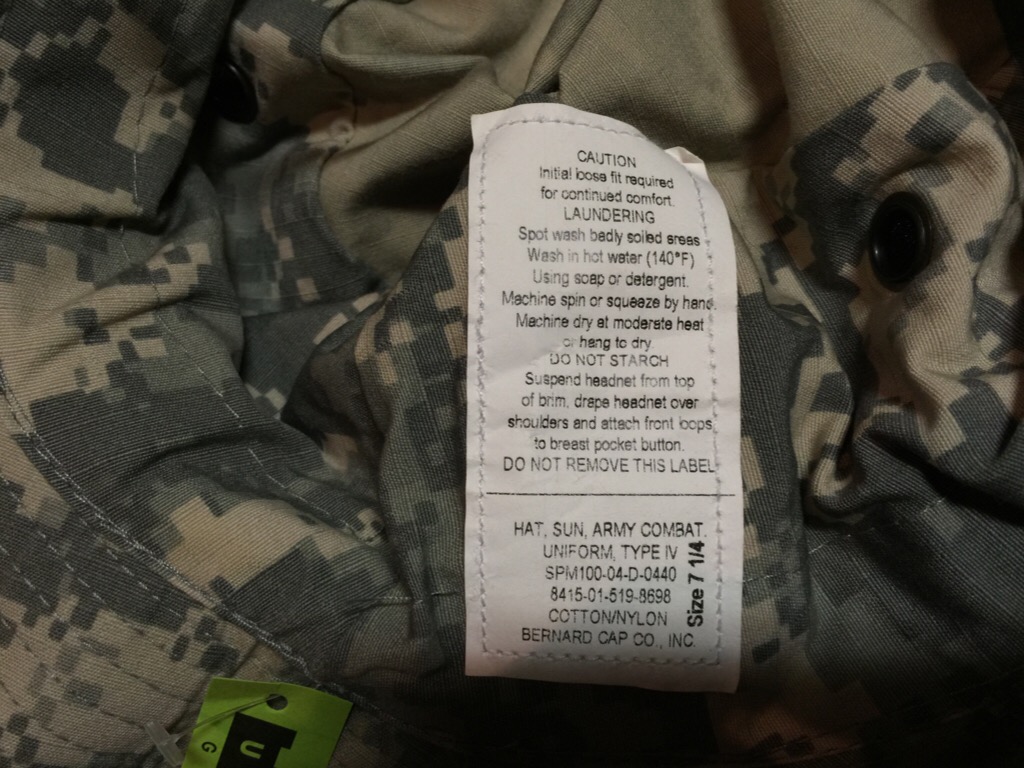 CAUTION
Initial loose fit required
for continued comfort.
LAUNDERING
Spot wash badly soiled areas
Wash in hot water (140°F)
Using soap or detergent.
Machine spin or squeeze by hand.
Machine dry at moderate heat
or hang to dry.
DO NOT STARCH
Suspend headnet from top
of brim, drape headnet over
shoulders and attach front loops
to breast pocket button.
DO NOT REMOVE THIS LABEL
HAT, SUN, ARMY COMBAT.
UNIFORM, TYPE IV
SPM100-04-D-0440
8415-01-519-8698
COTTON/NYLON
BERNARD CAP CO., INC.
Size 7 1/4
U
G